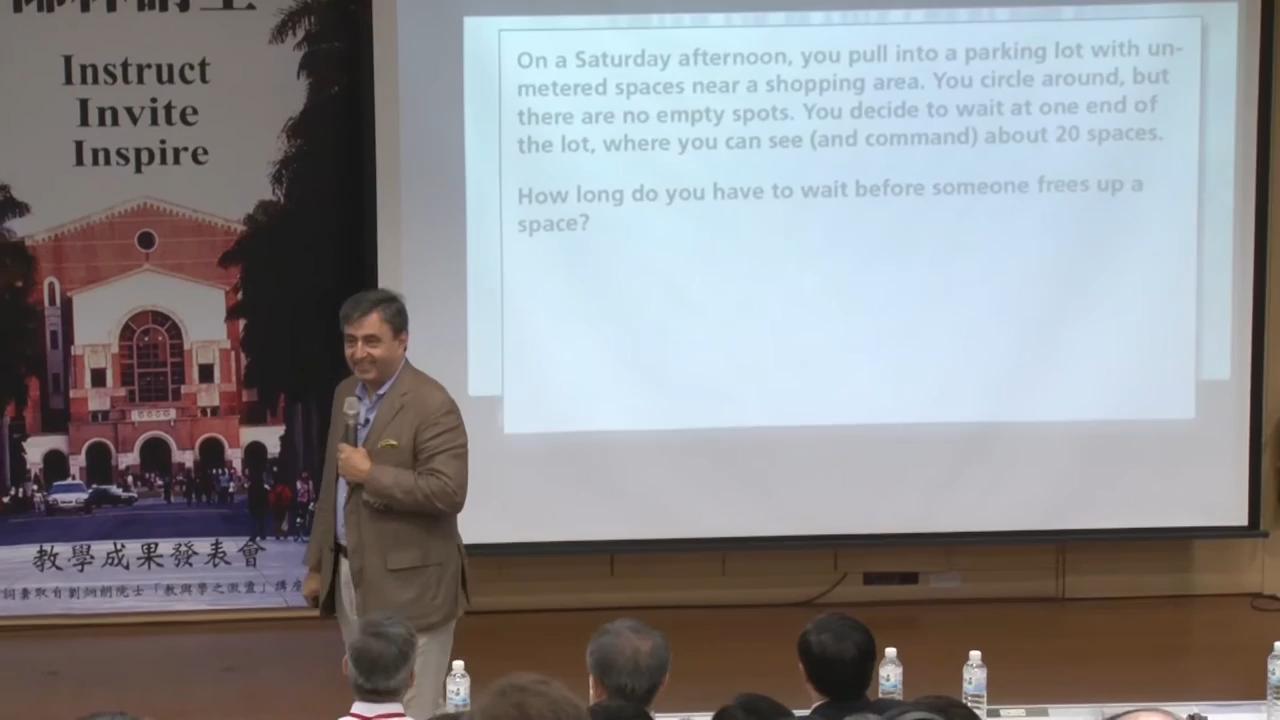 Instruct
Invite
Inspire
教學成果發表會
On a Saturday afternoon, you pull into a parking lot with un-
metered spaces near a shopping area. You circle around, but
there are no empty spots. You decide to wait at one end of
the lot, where you can see (and command) about 20 spaces.
How long do you have to wait before someone frees up a
space?